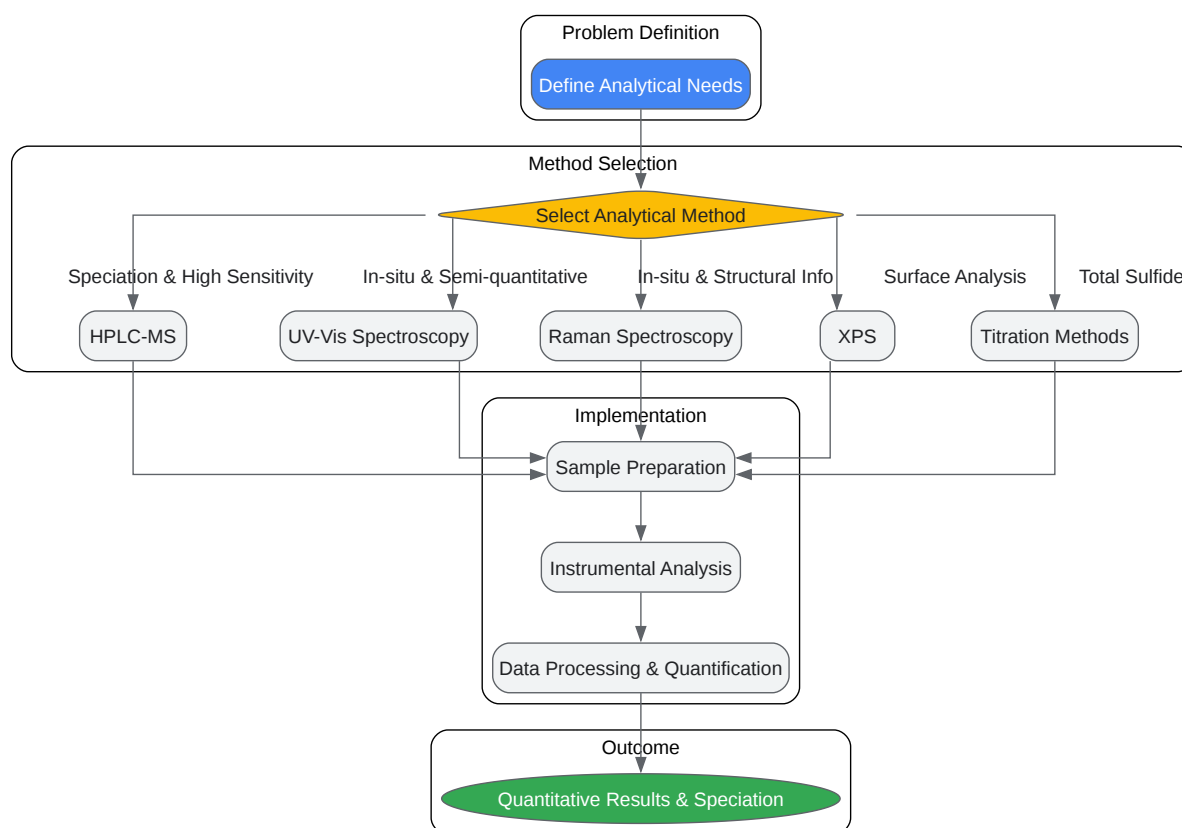 Problem Definition
Define Analytical Needs
Method Selection
Select Analytical Method
Speciation & High Sensitivity
In-situ & Semi-quantitative
In-situ & Structural Info
Surface Analysis
Total Sulfide
HPLC-MS
UV-Vis Spectroscopy
Raman Spectroscopy
XPS
Titration Methods
Implementation
Sample Preparation
Instrumental Analysis
Data Processing & Quantification
Outcome
Quantitative Results & Speciation